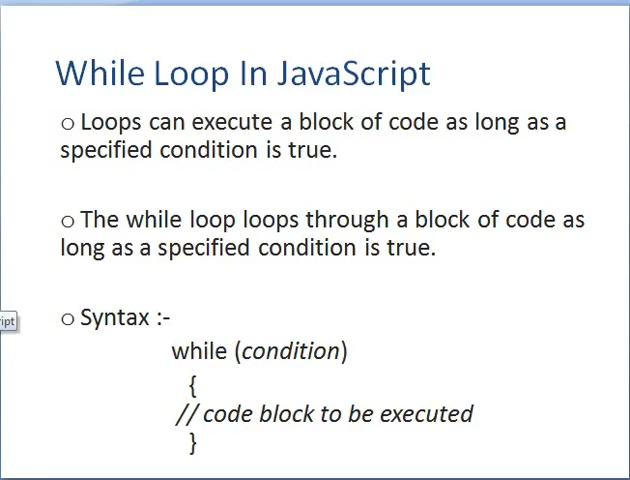 While Loop In JavaScript
o Loops can execute a block of code as long as a
specified condition is true.
o The while loop loops through a block of code as
long as a specified condition is true.
ipt
o Syntax :-
while (condition)
{
// code block to be executed
}